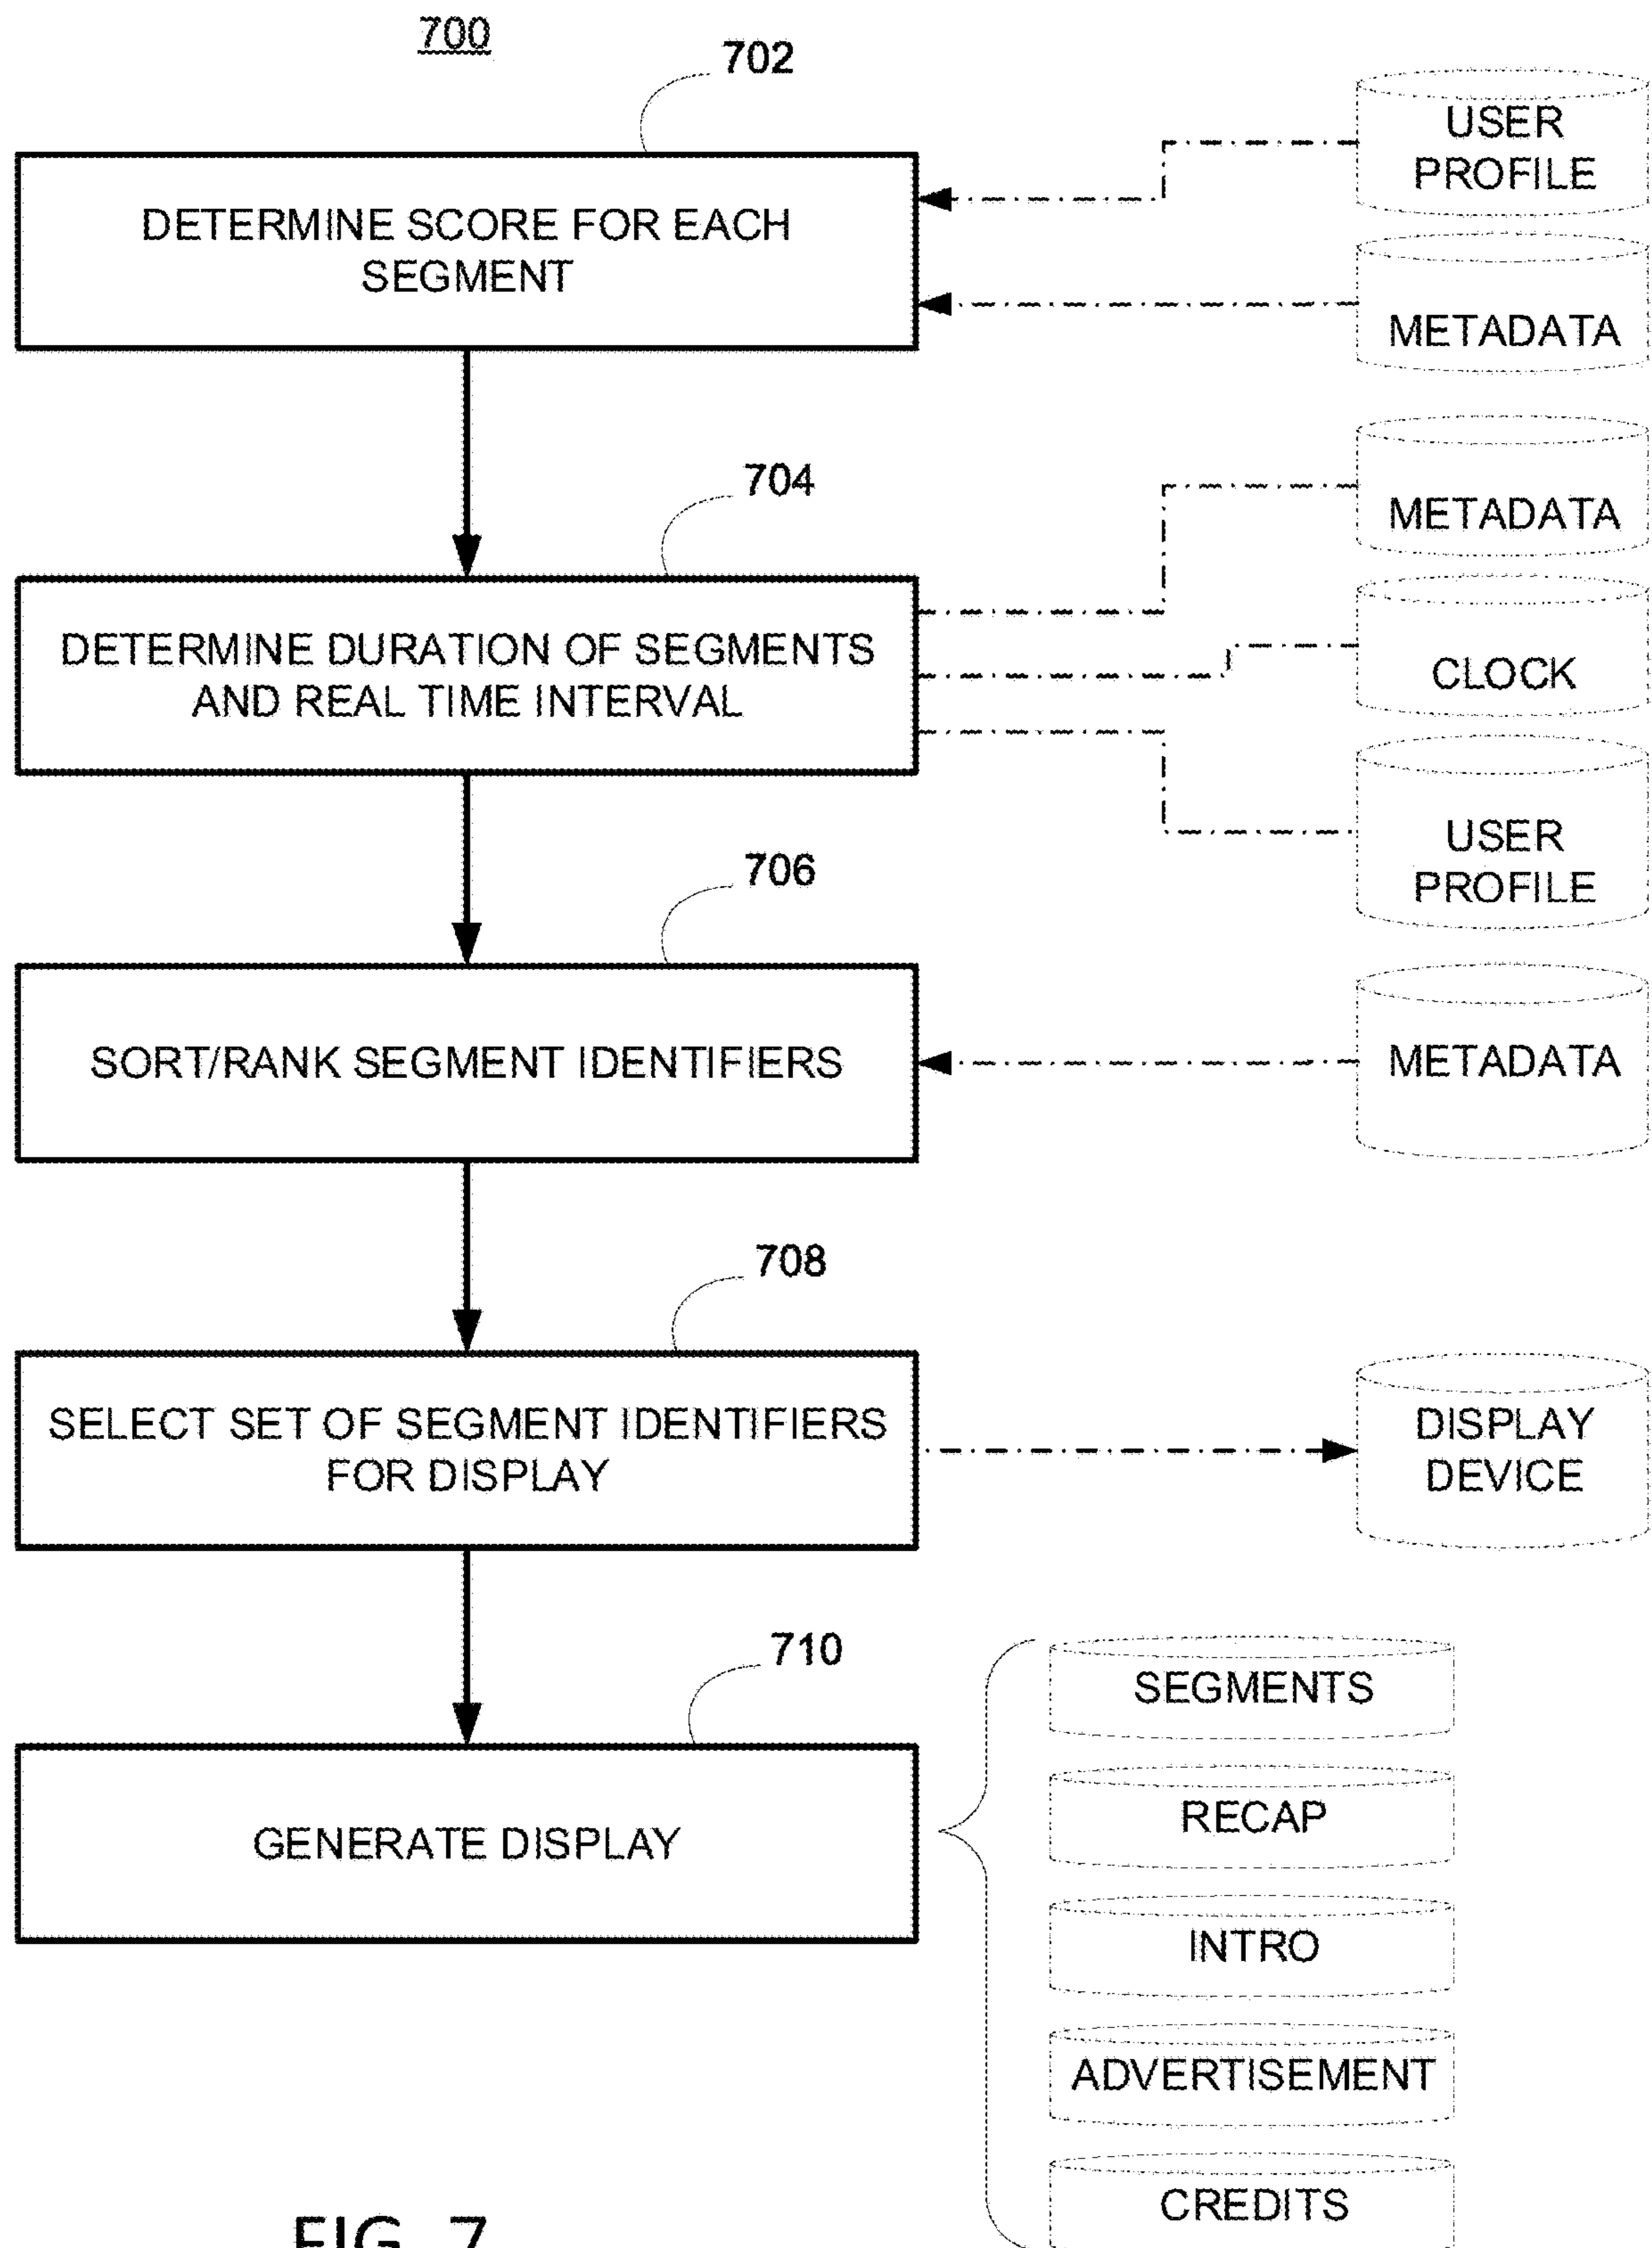 700
702
DETERMINE SCORE FOR EACH
SEGMENT
USER
PROFILE
METADATA
704
DETERMINE DURATION OF SEGMENTS
AND REAL TIME INTERVAL
METADATA
CLOCK
USER
PROFILE
706
SORT/RANK SEGMENT IDENTIFIERS
METADATA
708
SELECT SET OF SEGMENT IDENTIFIERS
FOR DISPLAY
DISPLAY
DEVICE
710
GENERATE DISPLAY
SEGMENTS
RECAP
INTRO
ADVERTISEMENT
CREDITS
FIG. 7